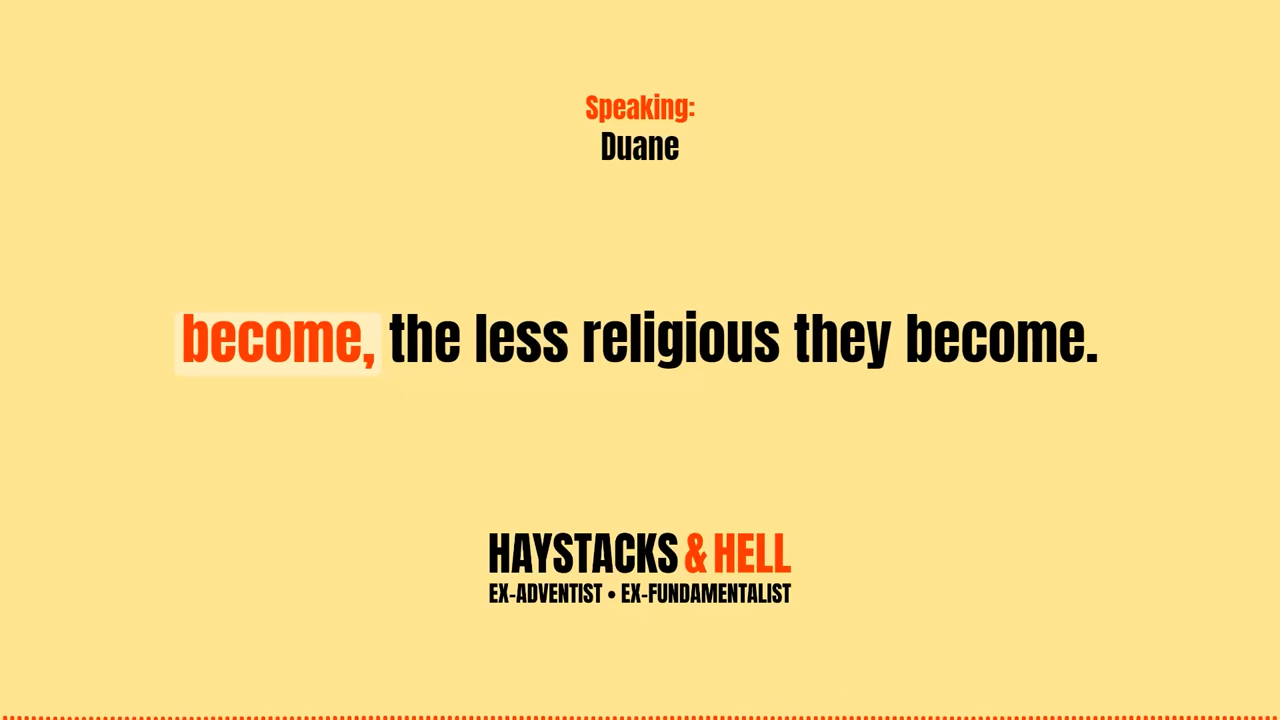 Speaking:
Duane
become, the less religious they become.
HAYSTACKS & HELL
EX-ADVENTIST • EX-FUNDAMENTALIST